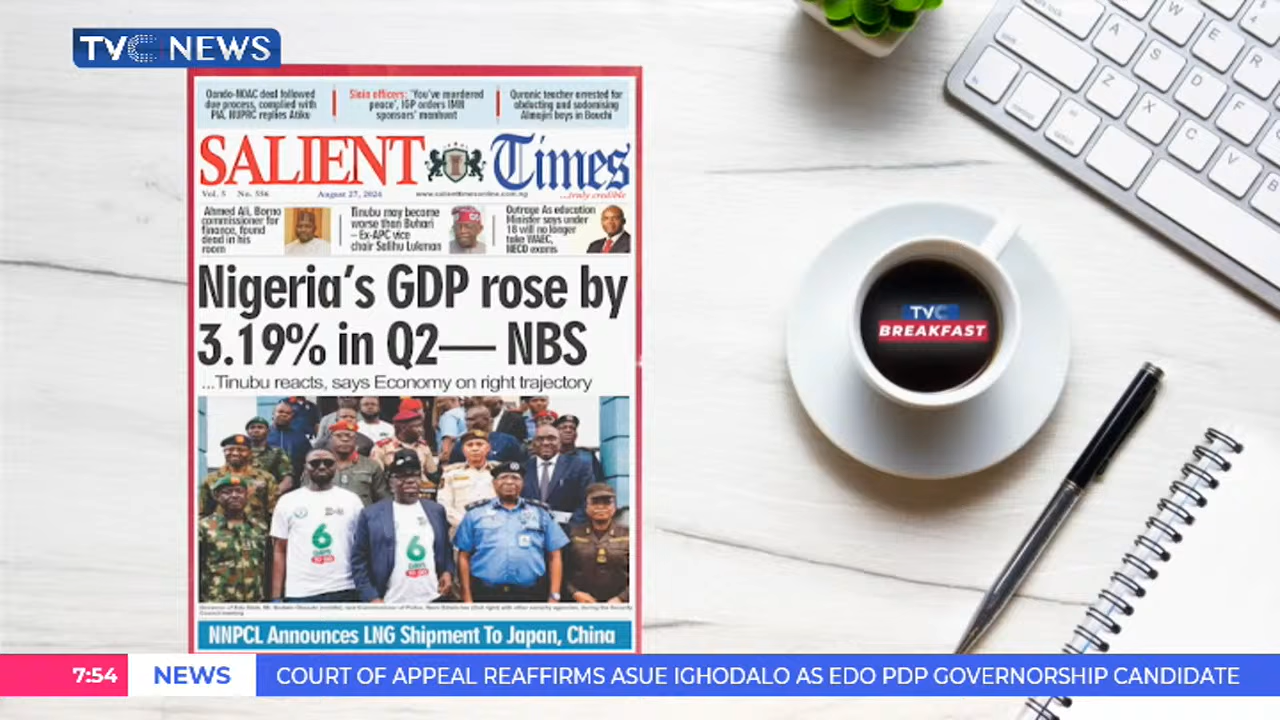 TVC NEWS
Oando-NOAC deal followed
due process, complied with
PIA, NUPRC replies Atiku
Slain officers: 'You've murdered
peace', IGP orders IMN
sponsors' manhunt
Quranic teacher arrested for
abducting and sodomising
Almajiri boys in Bauchi
SALIENT Times
...truly credible
Vol. 5 No. 556 August 27, 2024 www.salienttimesonline.com.ng
Ahmed Ali, Borno
commissioner for
finance, found
dead in his
room
Tinubu may become
worse than Buhari
– Ex-APC vice
chair Salihu Lukman
Outrage As education
Minister says under
18 will no longer
take WAEC,
NECO exams
Nigeria's GDP rose by
3.19% in Q2— NBS
...Tinubu reacts, says Economy on right trajectory
6
6
NNPCL Announces LNG Shipment To Japan, China
TVC
BREAKFAST
W
E
R
A
S
D
F
Z
X
C
V
B
7:54 NEWS COURT OF APPEAL REAFFIRMS ASUE IGHODALO AS EDO PDP GOVERNORSHIP CANDIDATE